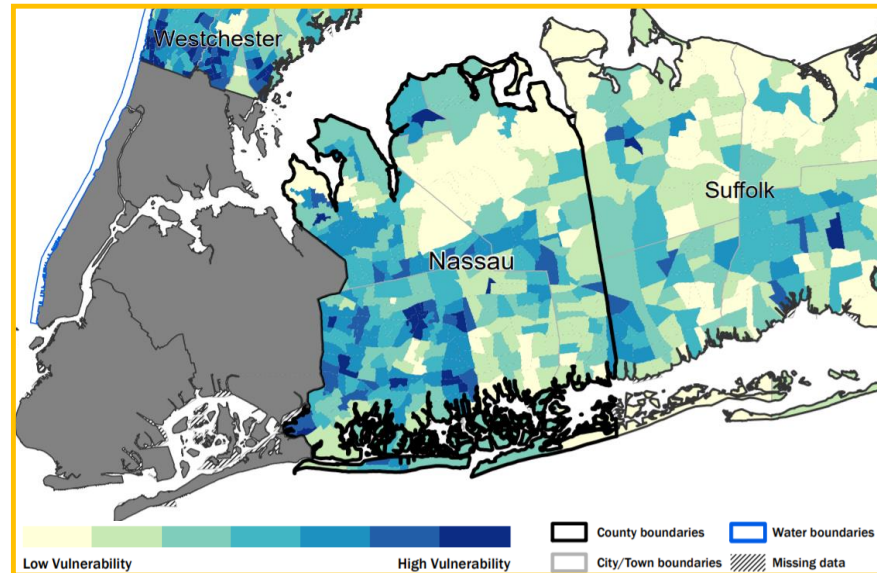 Westchester
Suffolk
Nassau
Low Vulnerability
High Vulnerability
County boundaries
Water boundaries
City/Town boundaries
Missing data